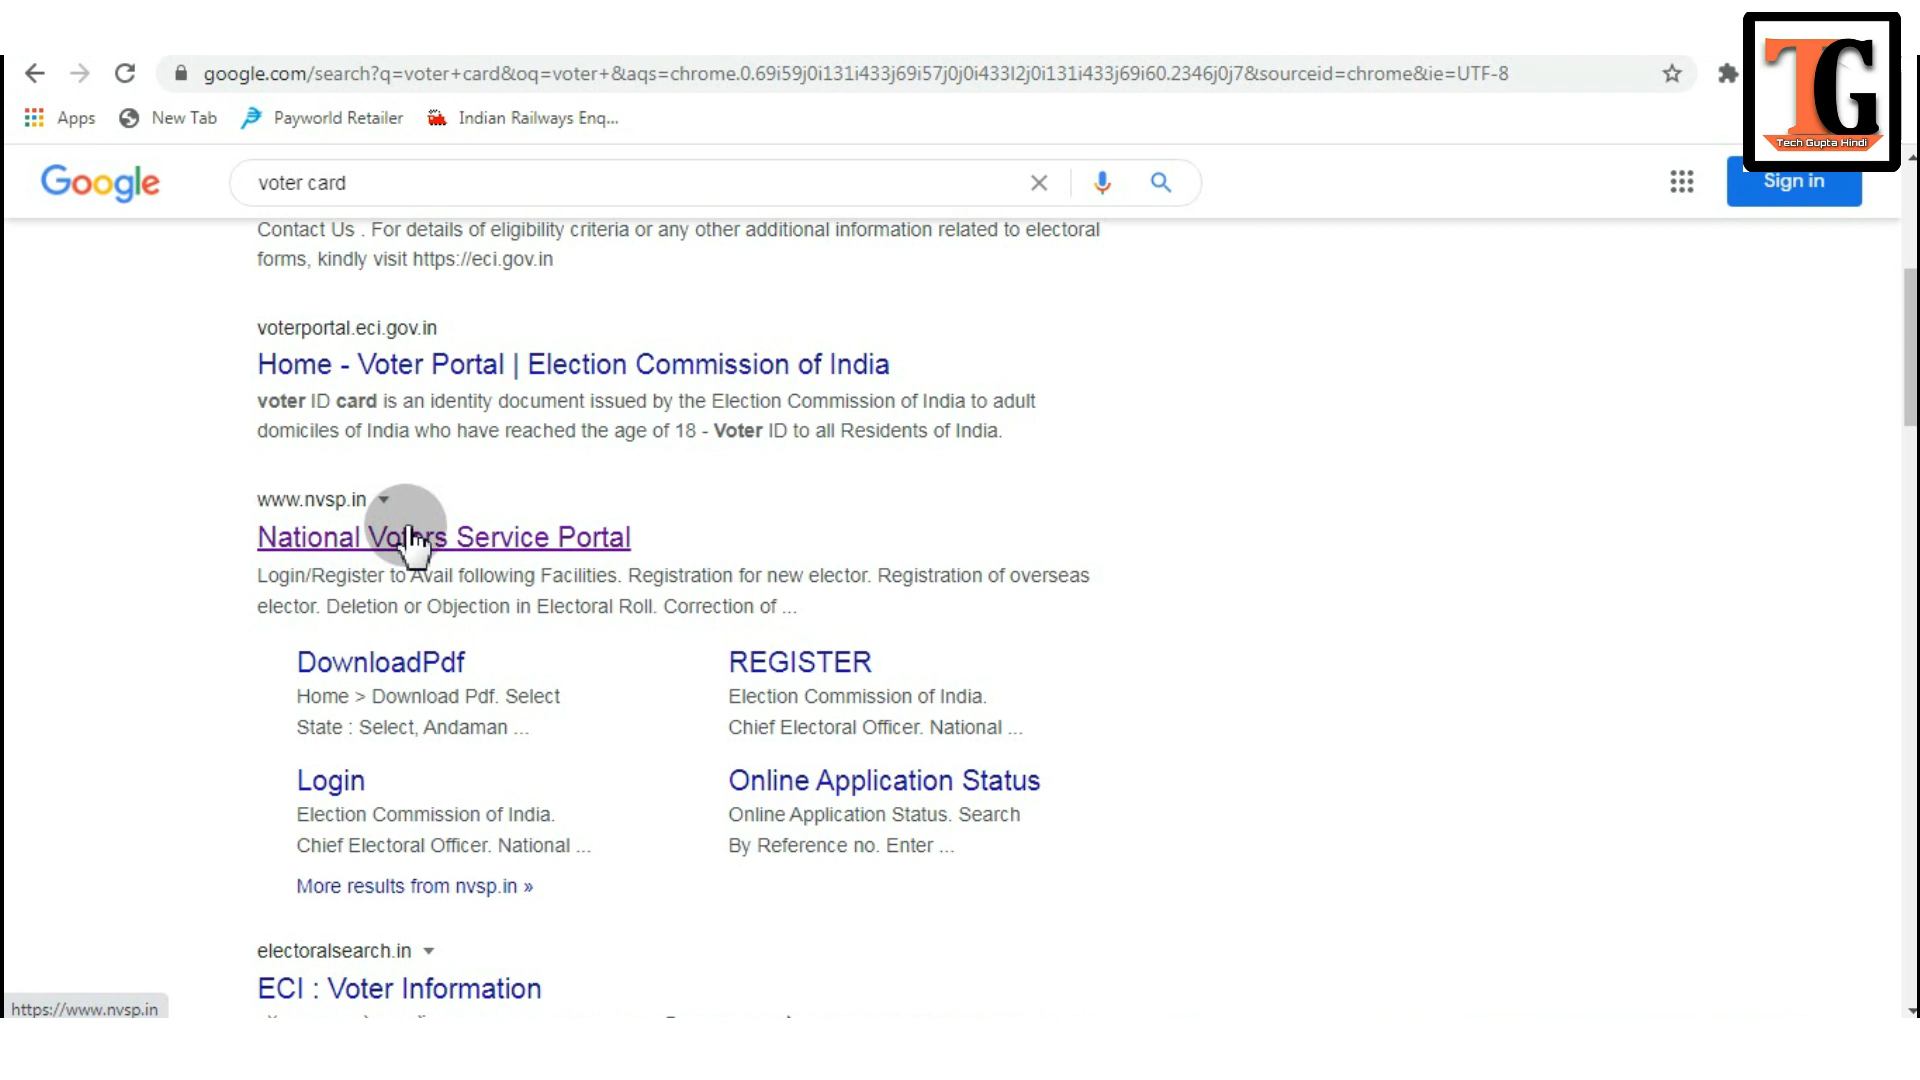 google.com/search?q=voter+card&oq=voter+&aqs=chrome.0.69i59j0i131i433j69i57j0j0i433l2j0i131i433j69i60.2346j0j7&sourceid=chrome&ie=UTF-8
TG
Tech Gupta Hindi
Apps New Tab Payworld Retailer Indian Railways Enq...
Google voter card Sign in
Contact Us . For details of eligibility criteria or any other additional information related to electoral
forms, kindly visit https://eci.gov.in
voterportal.eci.gov.in
Home - Voter Portal | Election Commission of India
voter ID card is an identity document issued by the Election Commission of India to adult
domiciles of India who have reached the age of 18 - Voter ID to all Residents of India.
www.nvsp.in
National Voters Service Portal
Login/Register to Avail following Facilities. Registration for new elector. Registration of overseas
elector. Deletion or Objection in Electoral Roll. Correction of ...
DownloadPdf
Home > Download Pdf. Select
State : Select, Andaman ...
REGISTER
Election Commission of India.
Chief Electoral Officer. National ...
Login
Election Commission of India.
Chief Electoral Officer. National ...
Online Application Status
Online Application Status. Search
By Reference no. Enter ...
More results from nvsp.in »
electoralsearch.in
ECI : Voter Information
https://www.nvsp.in